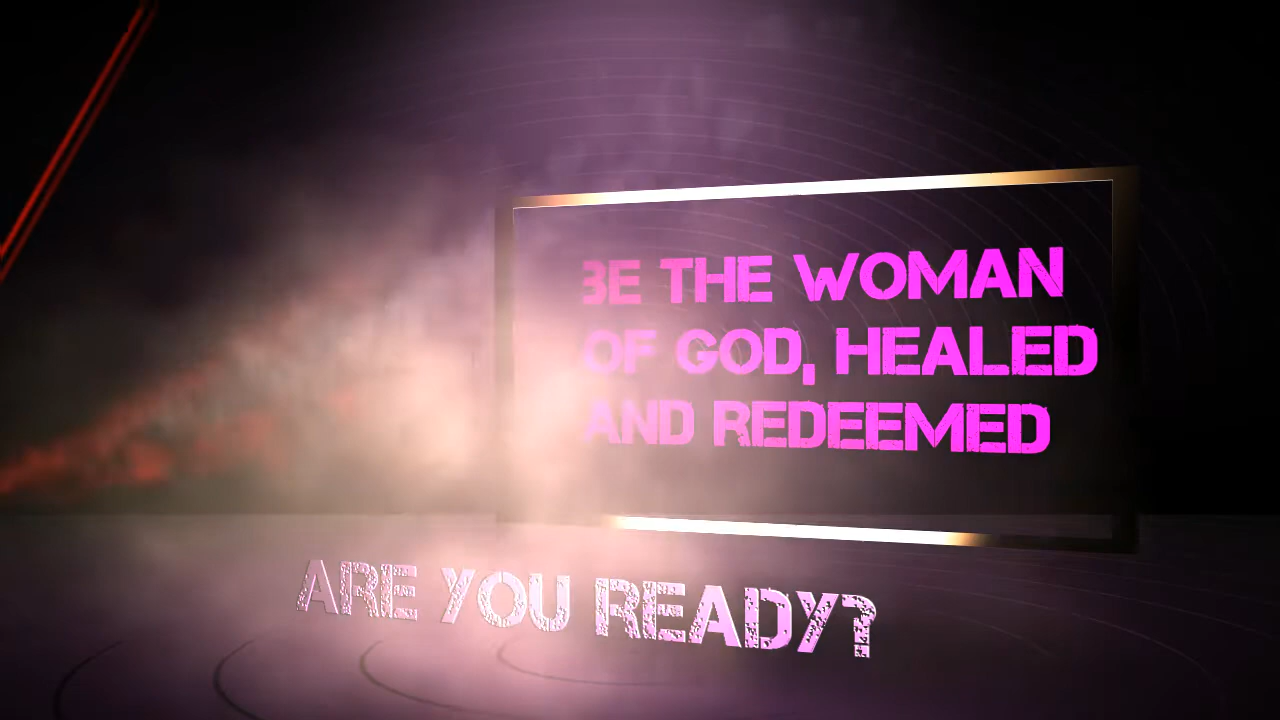 BE THE WOMAN
OF GOD, HEALED
AND REDEEMED
ARE YOU READY?